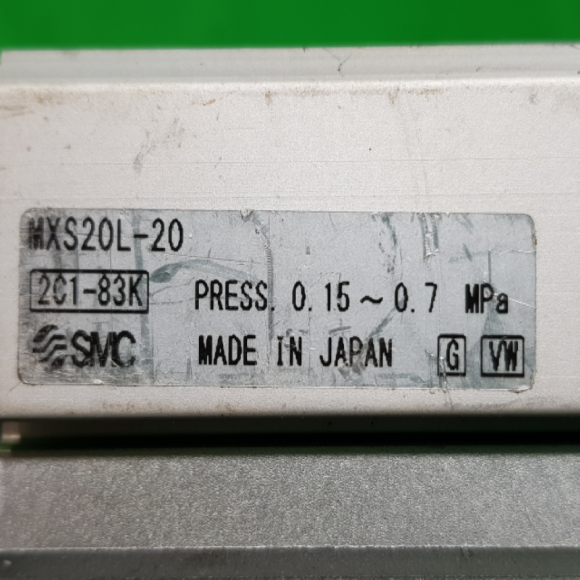 MXS20L-20
2C1-83K PRESS. 0.15～0.7 MPa
SMC MADE IN JAPAN G VW